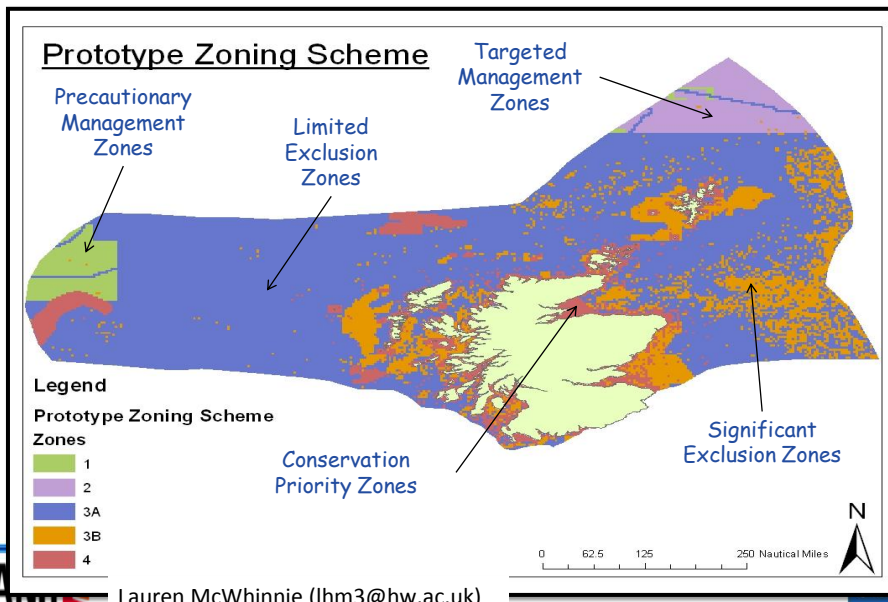 Prototype Zoning Scheme
Targeted
Management
Zones
Precautionary
Management
Zones
Limited
Exclusion
Zones
Significant
Exclusion Zones
Conservation
Priority Zones
Legend
Prototype Zoning Scheme
Zones
1
2
3A
3B
4
N
0 62.5 125 250 Nautical Miles
Lauren McWhinnie (lhm3@hw.ac.uk)